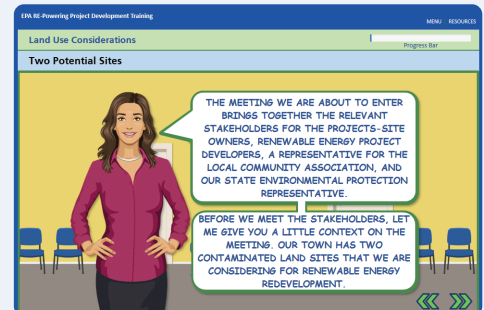 EPA RE-Powering Project Development Training
MENU RESOURCES
Land Use Considerations
Progress Bar
Two Potential Sites
THE MEETING WE ARE ABOUT TO ENTER
BRINGS TOGETHER THE RELEVANT
STAKEHOLDERS FOR THE PROJECTS-SITE
OWNERS, RENEWABLE ENERGY PROJECT
DEVELOPERS, A REPRESENTATIVE FOR THE
LOCAL COMMUNITY ASSOCIATION, AND
OUR STATE ENVIRONMENTAL PROTECTION
REPRESENTATIVE.
BEFORE WE MEET THE STAKEHOLDERS, LET
ME GIVE YOU A LITTLE CONTEXT ON THE
MEETING. OUR TOWN HAS TWO
CONTAMINATED LAND SITES THAT WE ARE
CONSIDERING FOR RENEWABLE ENERGY
REDEVELOPMENT.